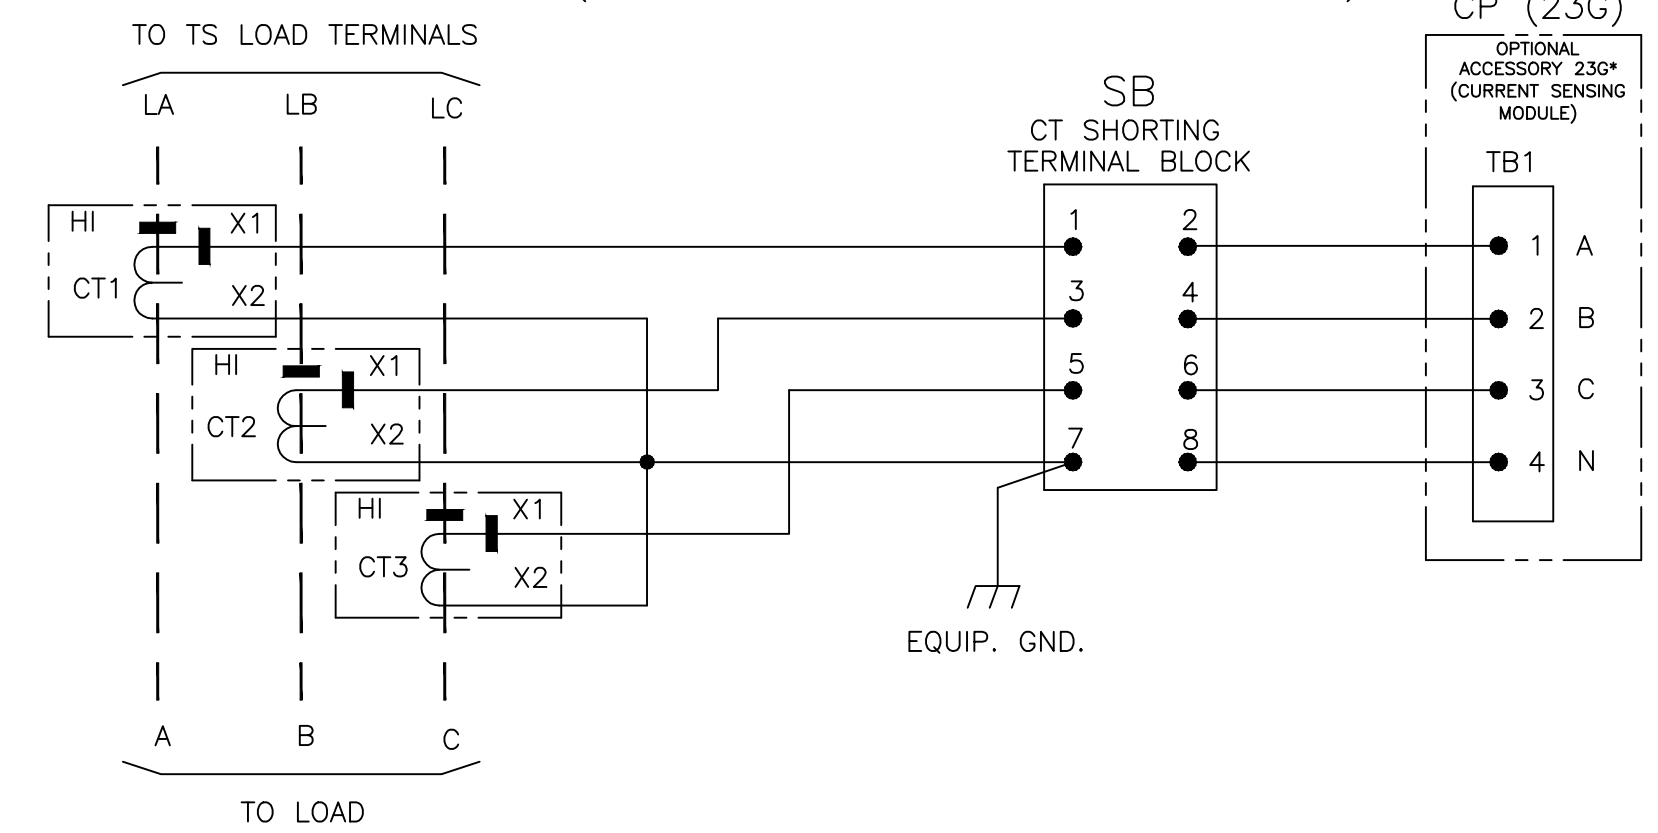 CP (23G)
TO TS LOAD TERMINALS
LA LB LC
OPTIONAL
ACCESSORY 23G*
(CURRENT SENSING
MODULE)
SB
CT SHORTING
TERMINAL BLOCK
TB1
HI X1
CT1
X2
HI X1
CT2
X2
HI X1
CT3
X2
1 2
3 4
5 6
7 8
1 A
2 B
3 C
4 N
EQUIP. GND.
A B C
TO LOAD